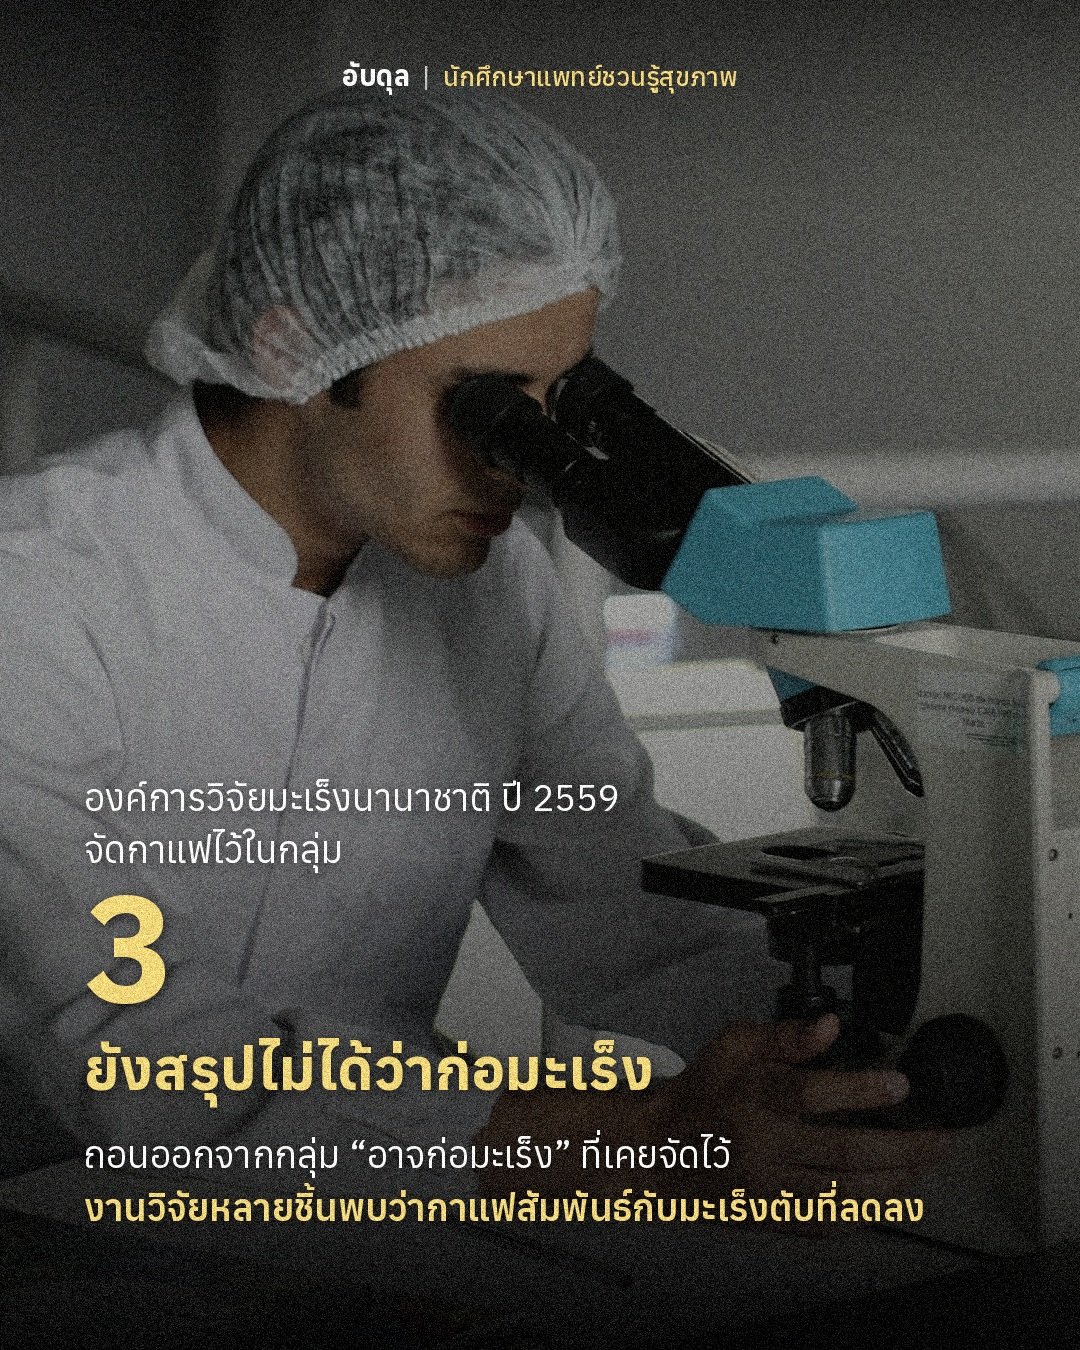 อับดุล | นักศึกษาแพทย์ชวนรู้สุขภาพ
องค์การวิจัยมะเร็งนานาชาติ ปี 2559
จัดกาแฟไว้ในกลุ่ม
3
ยังสรุปไม่ได้ว่าก่อมะเร็ง
ถอนออกจากกลุ่ม “อาจก่อมะเร็ง” ที่เคยจัดไว้
งานวิจัยหลายชิ้นพบว่ากาแฟสัมพันธ์กับมะเร็งตับที่ลดลง